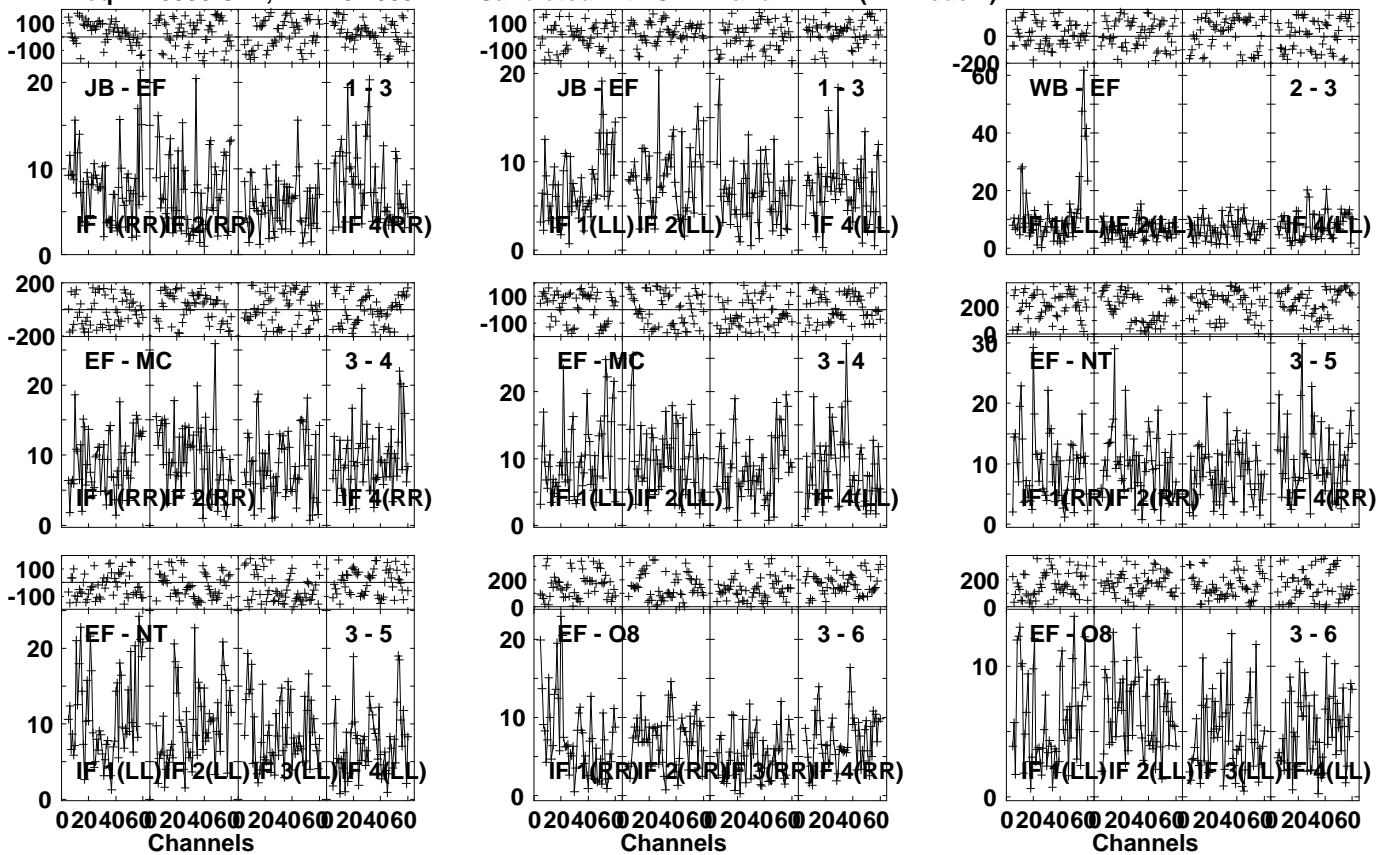 100
-100
20
10
0
JB - EF 1 - 3
IF 1(RR) IF 2(RR) IF 4(RR)
100
-100
20
10
0
JB - EF 1 - 3
IF 1(LL) IF 2(LL) IF 4(LL)
0
-200
60
40
20
0
WB - EF 2 - 3
IF 1(LL) IF 2(LL) IF 4(LL)
200
-200
20
10
0
EF - MC 3 - 4
IF 1(RR) IF 2(RR) IF 4(RR)
100
-100
20
10
0
EF - MC 3 - 4
IF 1(LL) IF 2(LL) IF 4(LL)
200
0
30
20
10
0
EF - NT 3 - 5
IF 1(RR) IF 2(RR) IF 4(RR)
100
-100
20
10
0
EF - NT 3 - 5
IF 1(LL) IF 2(LL) IF 3(LL) IF 4(LL)
200
0
20
10
0
EF - O8 3 - 6
IF 1(RR) IF 2(RR) IF 3(RR) IF 4(RR)
200
0
10
0
EF - O8 3 - 6
IF 1(LL) IF 2(LL) IF 3(LL) IF 4(LL)
0 20 40 60 0 20 40 60 0 20 40 60 0 20 40 60
Channels
0 20 40 60 0 20 40 60 0 20 40 60 0 20 40 60
0 20 40 60 0 20 40 60 0 20 40 60 0 20 40 60
Channels